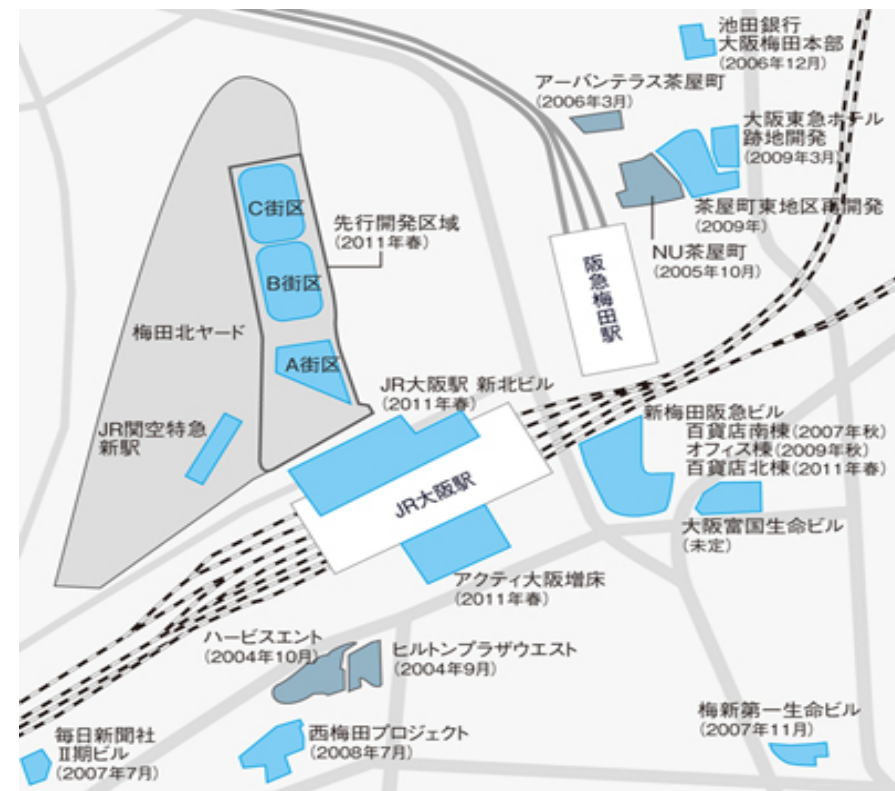 池田銀行
大阪梅田本部
(2006年12月)
アーバンテラス茶屋町
(2006年3月)
大阪東急ホテル
跡地開発
(2009年3月)
茶屋町東地区再開発
(2009年)
NU茶屋町
(2005年10月)
C街区
先行開発区域
(2011年春)
B街区
阪急梅田駅
梅田北ヤード
A街区
JR大阪駅 新北ビル
(2011年春)
JR関空特急
新駅
新梅田阪急ビル
百貨店南棟(2007年秋)
オフィス棟(2009年秋)
百貨店北棟(2011年春)
JR大阪駅
大阪富国生命ビル
(未定)
アクティ大阪増床
(2011年春)
ハービスエント
(2004年10月)
ヒルトンプラザウエスト
(2004年9月)
毎日新聞社
Ⅱ期ビル
(2007年7月)
西梅田プロジェクト
(2008年7月)
梅新第一生命ビル
(2007年11月)